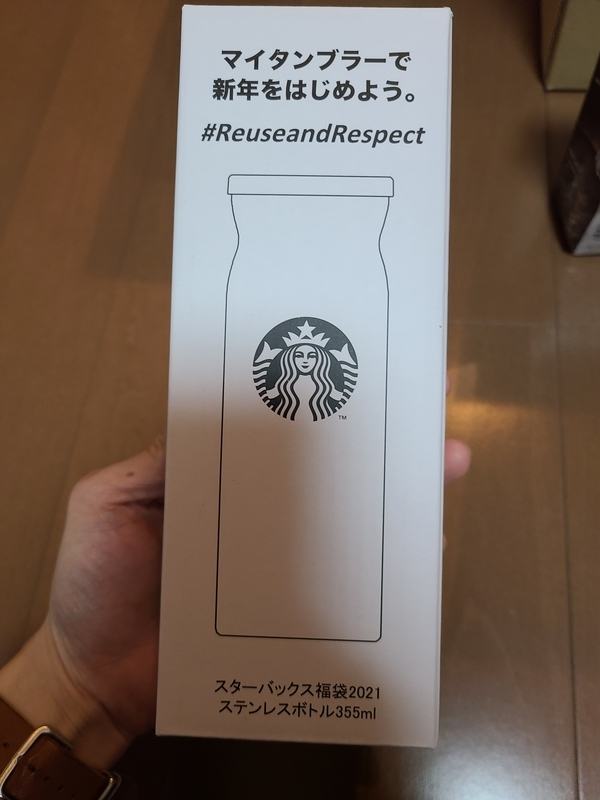 マイタンブラーで
新年をはじめよう。
#ReuseandRespect
TM
スターバックス福袋2021
ステンレスボトル355ml